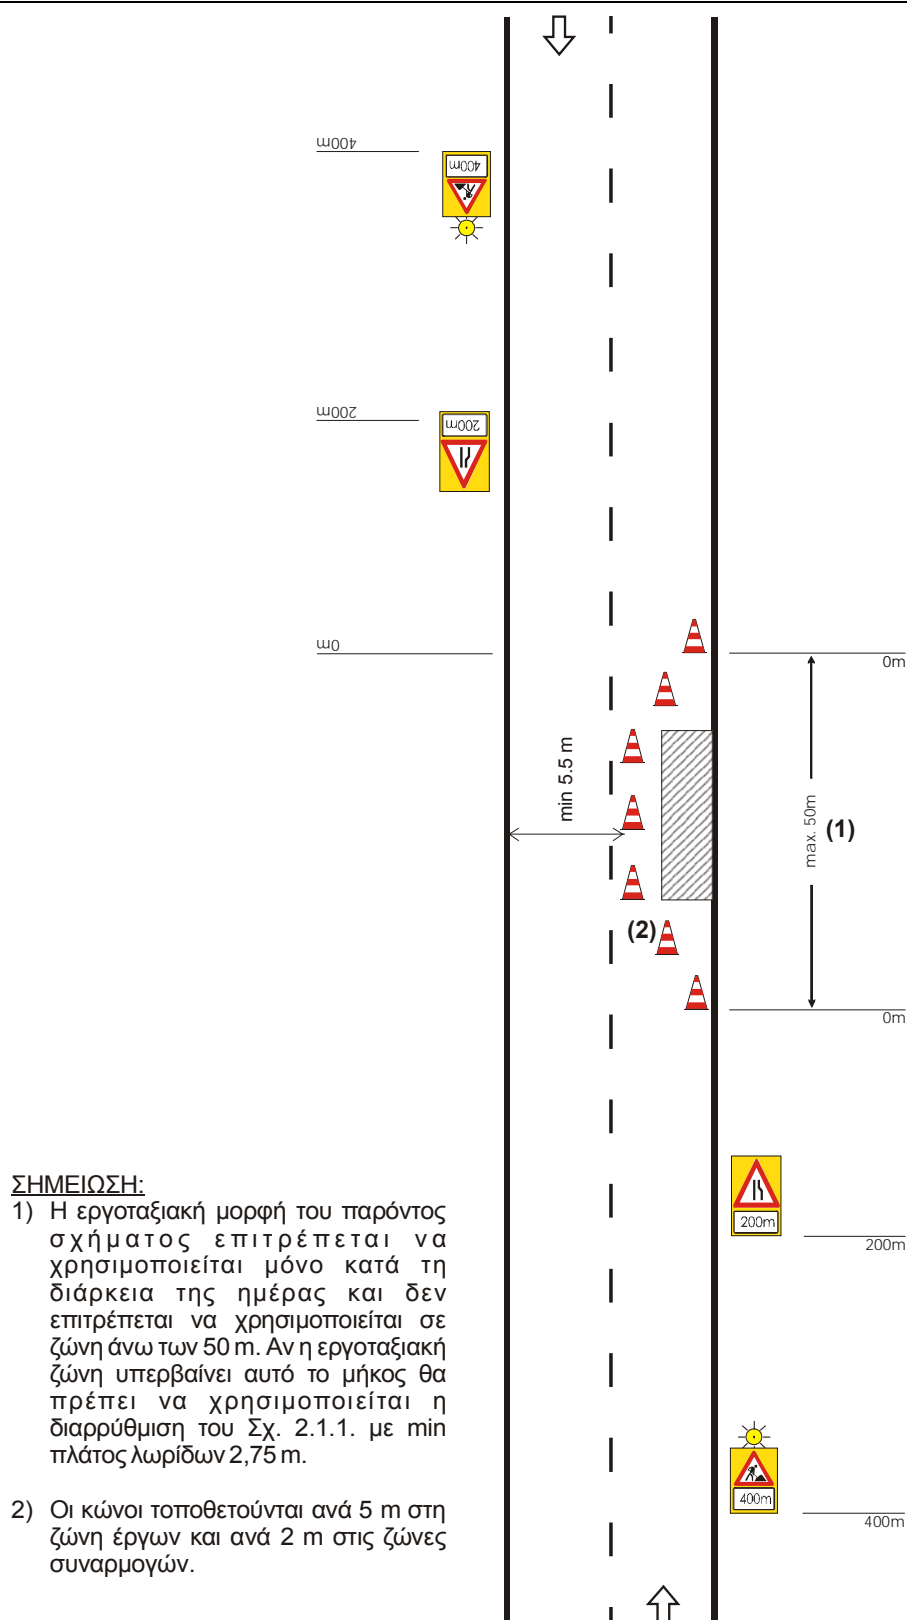 400m
400m
200m
200m
0m
0m
min 5.5 m
max. 50m
(1)
(2)
0m
200m
200m
400m
400m
ΣΗΜΕΙΩΣΗ:
1) Η εργοταξιακή μορφή του παρόντος
σχήματος επιτρέπεται να
χρησιμοποιείται μόνο κατά τη
διάρκεια της ημέρας και δεν
επιτρέπεται να χρησιμοποιείται σε
ζώνη άνω των 50 m. Αν η εργοταξιακή
ζώνη υπερβαίνει αυτό το μήκος θα
πρέπει να χρησιμοποιείται η
διαρρύθμιση του Σχ. 2.1.1. με min
πλάτος λωρίδων 2,75 m.
2) Οι κώνοι τοποθετούνται ανά 5 m στη
ζώνη έργων και ανά 2 m στις ζώνες
συναρμογών.